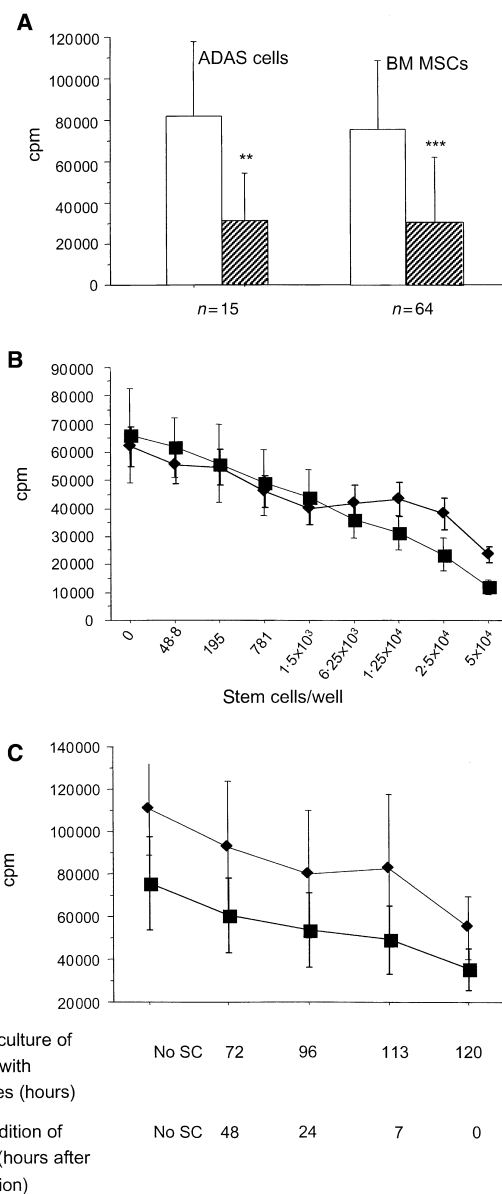 A
120000
100000
80000
60000
40000
20000
0
cpm
ADAS cells
BM MSCs
**
***
n=15
n=64
B
90000
80000
70000
60000
50000
40000
30000
20000
10000
0
cpm
0
48·8
195
781
1·5×10³
6·25×10³
1·25×10⁴
2·5×10⁴
5×10⁴
Stem cells/well
C
140000
120000
100000
80000
60000
40000
20000
cpm
culture of
with
es (hours)
No SC 72 96 113 120
dition of
(hours after
ion)
No SC 48 24 7 0